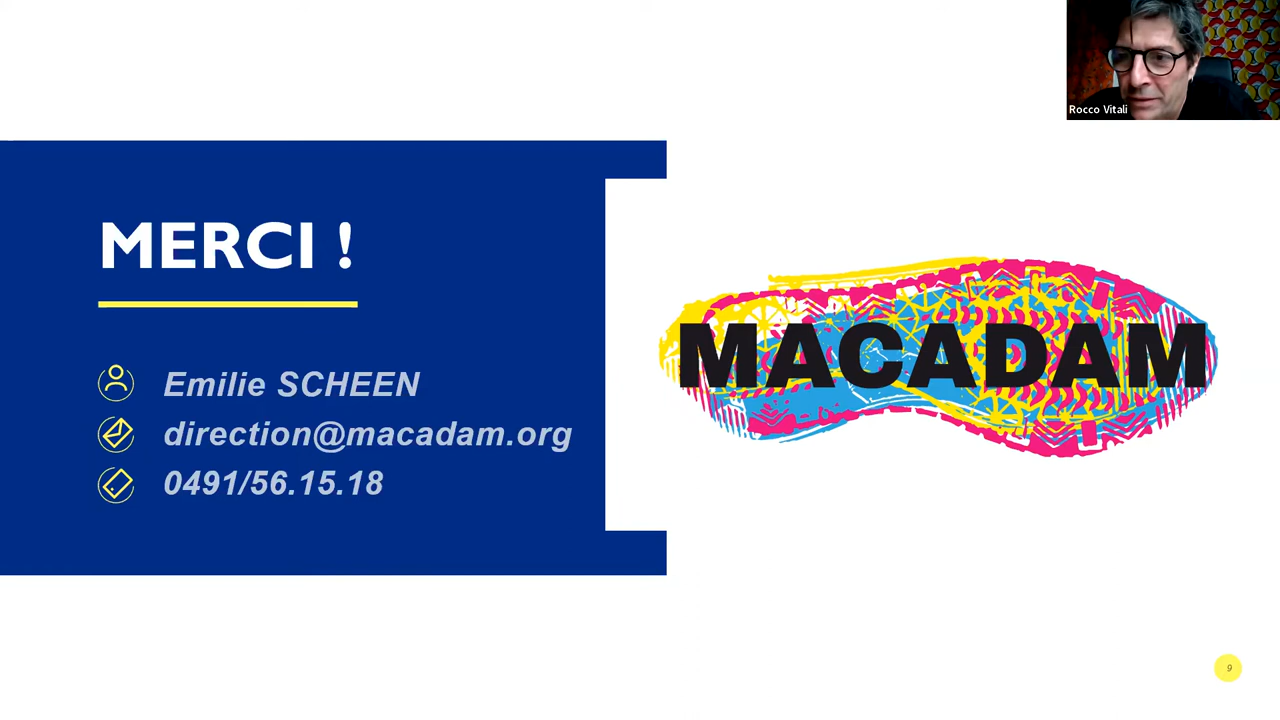 Rocco Vitali
MERCI !
Emilie SCHEEN
direction@macadam.org
0491/56.15.18
MACADAM
9